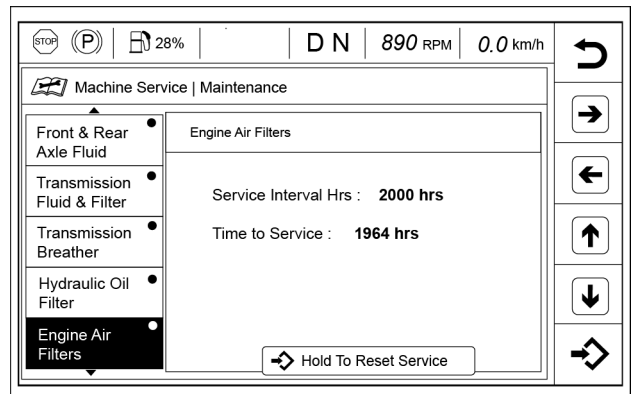 STOP P 28% D N 890 RPM 0.0 km/h
Machine Service | Maintenance
Front & Rear
Axle Fluid
Transmission
Fluid & Filter
Transmission
Breather
Hydraulic Oil
Filter
Engine Air
Filters
Engine Air Filters
Service Interval Hrs : 2000 hrs
Time to Service : 1964 hrs
Hold To Reset Service